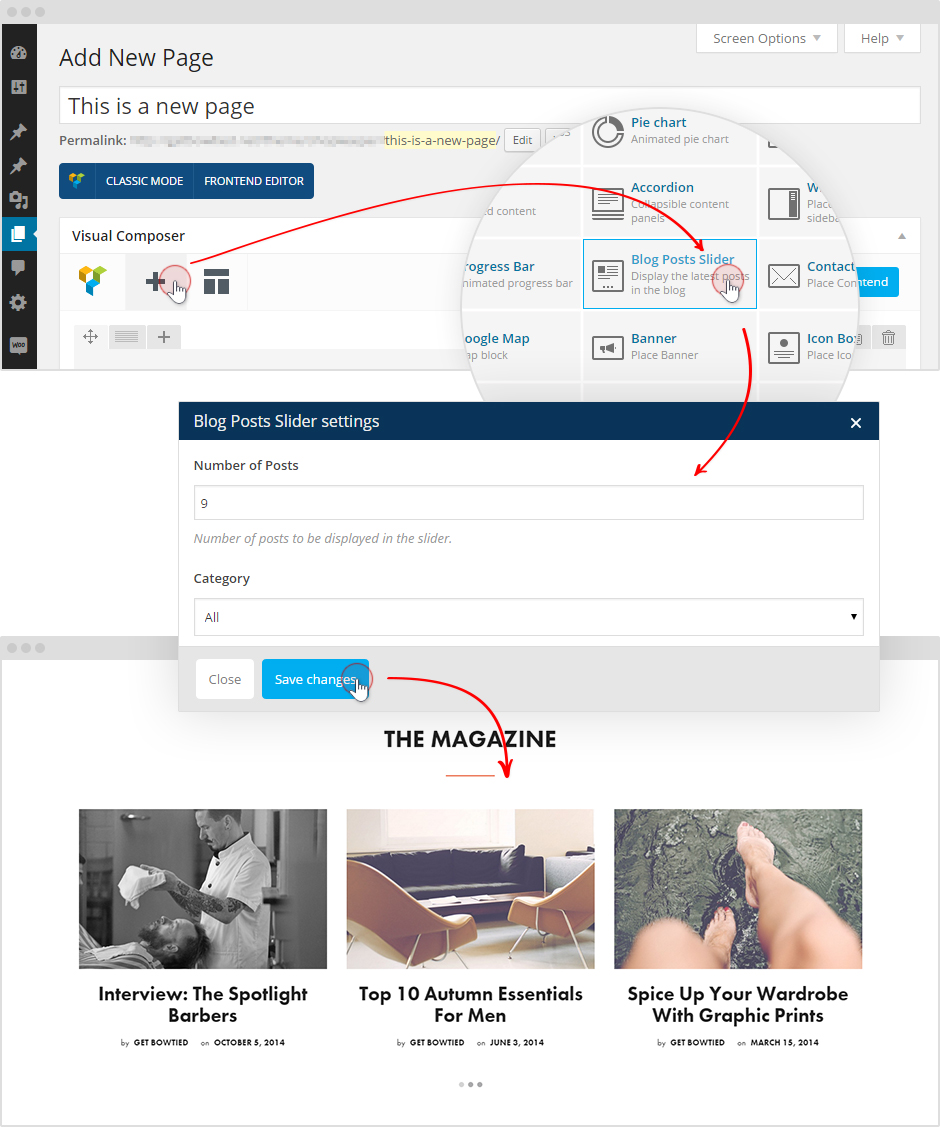 Screen Options
Help
Add New Page
This is a new page
Permalink:
this-is-a-new-page/
Edit
CLASSIC MODE
FRONTEND EDITOR
Visual Composer
Pie chart
Animated pie chart
Accordion
Collapsible content
panels
content
Place
Blog Posts Slider
Display the latest posts
in the blog
rogress Bar
nimated progress bar
Contact
Place Con
oogle Map
ap block
Banner
Place Banner
Icon Bo
Place Ico
WOO
Blog Posts Slider settings
Number of Posts
9
Number of posts to be displayed in the slider.
Category
All
Close
Save changes
THE MAGAZINE
Interview: The Spotlight
Barbers
by GET BOWTIED on OCTOBER 5, 2014
Top 10 Autumn Essentials
For Men
by GET BOWTIED on JUNE 3, 2014
Spice Up Your Wardrobe
With Graphic Prints
by GET BOWTIED on MARCH 15, 2014